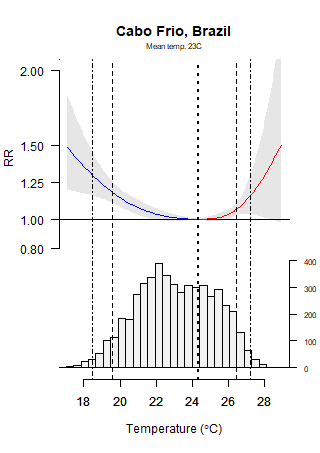 Cabo Frio, Brazil
Mean temp. 23C
2.00
1.50
1.25
1.00
0.80
RR
400
300
200
100
0
18 20 22 24 26 28
Temperature (°C)